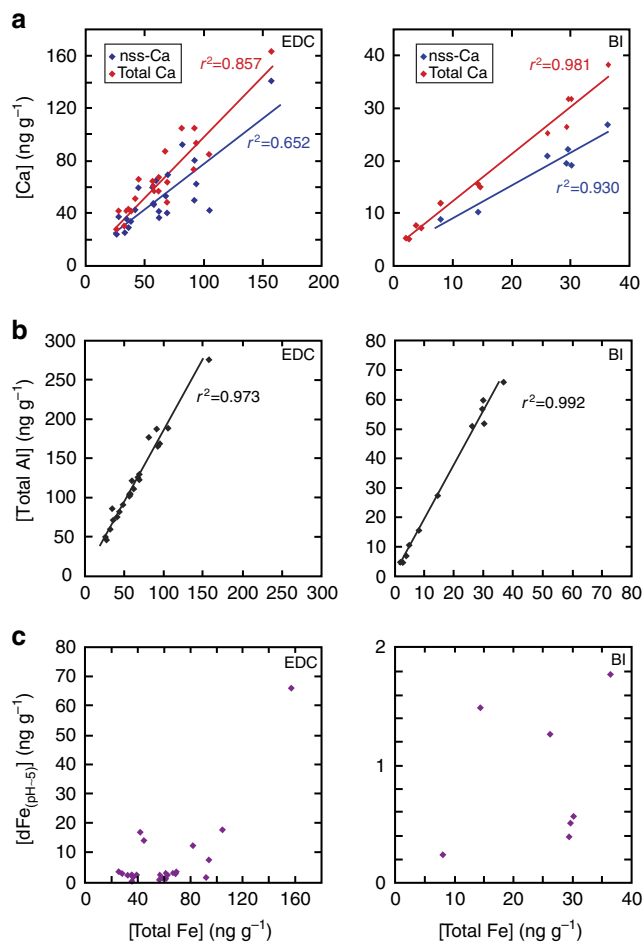 a
EDC
BI
nss-Ca
Total Ca
r²=0.857
r²=0.652
nss-Ca
Total Ca
r²=0.981
r²=0.930
[Ca] (ng g⁻¹)
160
120
80
40
0
0 50 100 150 200
40
30
20
10
0
0 10 20 30 40
b
EDC
BI
r²=0.973
r²=0.992
[Total Al] (ng g⁻¹)
300
250
200
150
100
50
0
0 50 100 150 200 250 300
80
70
60
50
40
30
20
10
0
0 10 20 30 40 50 60 70 80
c
EDC
BI
[dFe(pH–5)] (ng g⁻¹)
80
70
60
50
40
30
20
10
0
0 40 80 120 160
2
1
0
0 10 20 30 40
[Total Fe] (ng g⁻¹)
[Total Fe] (ng g⁻¹)